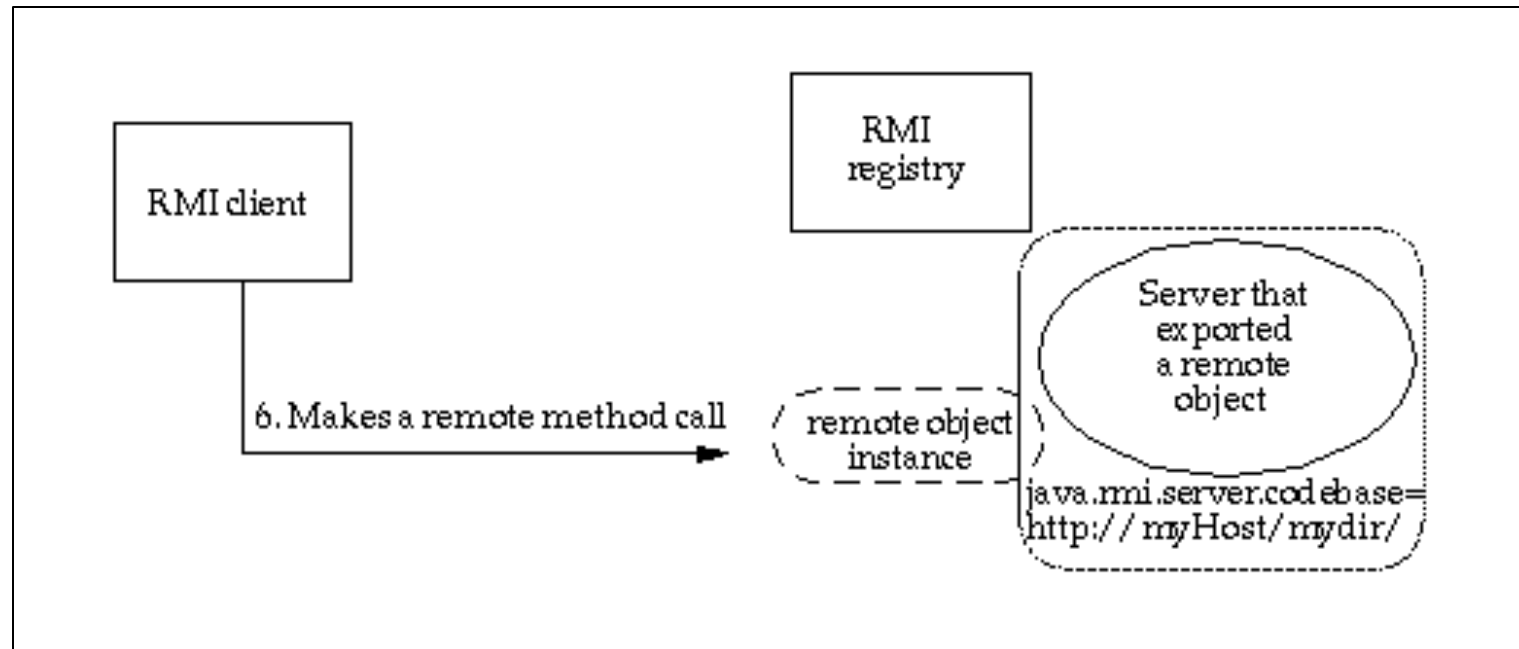 RMI client
RMI
registry
Server that
exported
a remote
object
6. Makes a remote method call
remote object
instance
java.rmi.server.codebase=
http://myHost/mydir/